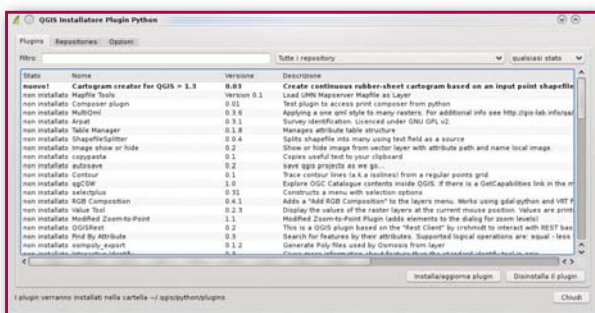 QGIS Installatore Plugin Python
Plugins Repositories Opzioni
Filtro: Tutte i repository qualsiasi stato
Stato Nome Versione Descrizione
nuovo! Cartogram creator for QGIS > 1.3 0.03 Create continuous rubber-sheet cartogram based on an input point shapefile
non installato Mapfile Tools Version 0.1 Load UMN Mapserver Mapfile as Layer
non installato Composer plugin 0.01 Test plugin to access print composer from python
non installato MultiQml 0.3.6 Applying a one qml style to many rasters. For additional info see http://gis-lab.info/qa/
non installato Arpat 3.1 Survey identification. Licenced under GNU GPL v2
non installato Table Manager 0.1.8 Manages attribute table structure
non installato ShapefileSplitter 0.0.4 Splits shapefile into many using text field as a source
non installato Image show or hide 0.2 Show or hide image from vector layer with attribute path and name local image.
non installato copypasta 0.1 Copies useful text to your clipboard
non installato autosave 0.2 save qgis projects as we go...
non installato Contour 0.1 Trace contour lines (a.k.a isolines) from a regular points grid
non installato qgCSW 1.0 Explore OGC Catalogue contents inside QGIS. If there is a GetCapabilities link in the m
non installato selectplus 0.31 Constructs a menu with selection options
non installato RGB Composition 0.4.1 Adds a "Add RGB Composition" to the layers menu. Works using gdal-python and VRT f
non installato Value Tool 0.2.3 Display the values of the raster layers at the current mouse position. Values are print
non installato Modified Zoom-to-Point 1.1 Modified Zoom-to-Point Plugin (adds elements to the dialog for zoom levels)
non installato QGISRest 0.2 This is a QGIS plugin based on the "Rest Client" by crshmidt to interact with REST bas
non installato Find By Attribute 0.3 Search for features by their attributes. Supported logical operations are: equal - less
non installato osmpoly_export 0.1.2 Generate Poly files used by Osmosis from layer
Installa/aggiorna plugin Disinstalla il plugin
I plugin verranno installati nella cartella ~/.qgis/python/plugins Chiudi